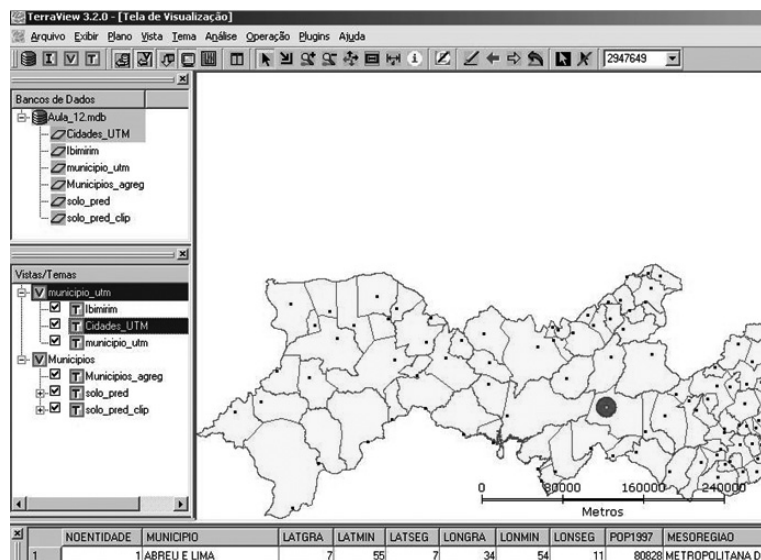 TerraView 3.2.0 - [Tela de Visualização]
Arquivo Exibir Plano Vista Tema Análise Operação Plugins Ajuda
2947649
Bancos de Dados
Aula_12.mdb
Cidades_UTM
Ibimirim
municipio_utm
Municipios_agreg
solo_pred
solo_pred_clip
Vistas/Temas
municipio_utm
Ibimirim
Cidades_UTM
municipio_utm
Municipios
Municipios_agreg
solo_pred
solo_pred_clip
0 80000 160000 240000
Metros
NOENTIDADE MUNICIPIO LATGRA LATMIN LATSEG LONGRA LONMIN LONSEG POP1997 MESOREGIAO
1 1 ABREU E LIMA 7 55 7 34 54 11 80828 METROPOLITANA D